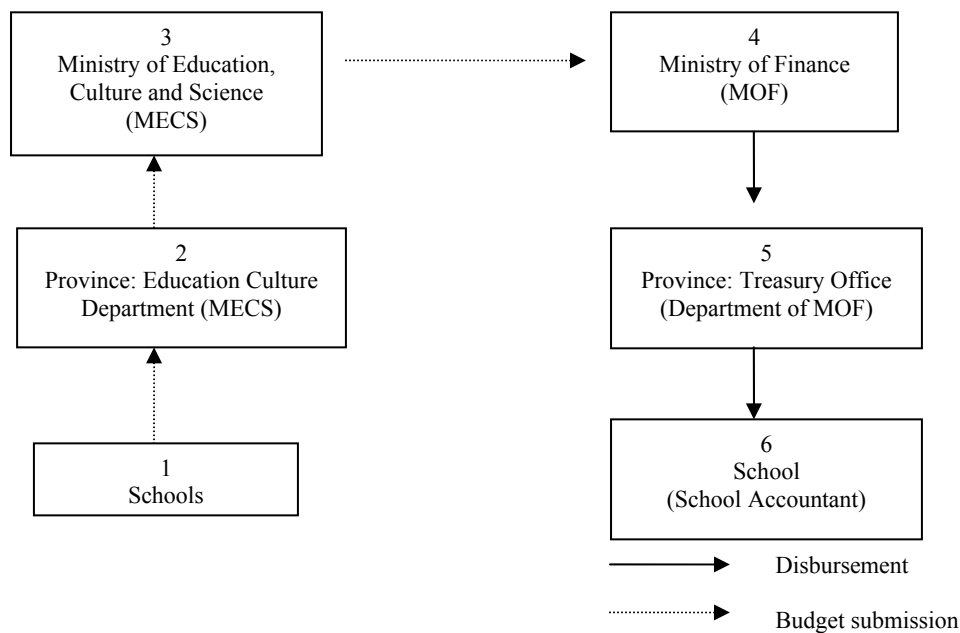 3
Ministry of Education,
Culture and Science
(MECS)
4
Ministry of Finance
(MOF)
2
Province: Education Culture
Department (MECS)
5
Province: Treasury Office
(Department of MOF)
1
Schools
6
School
(School Accountant)
Disbursement
Budget submission